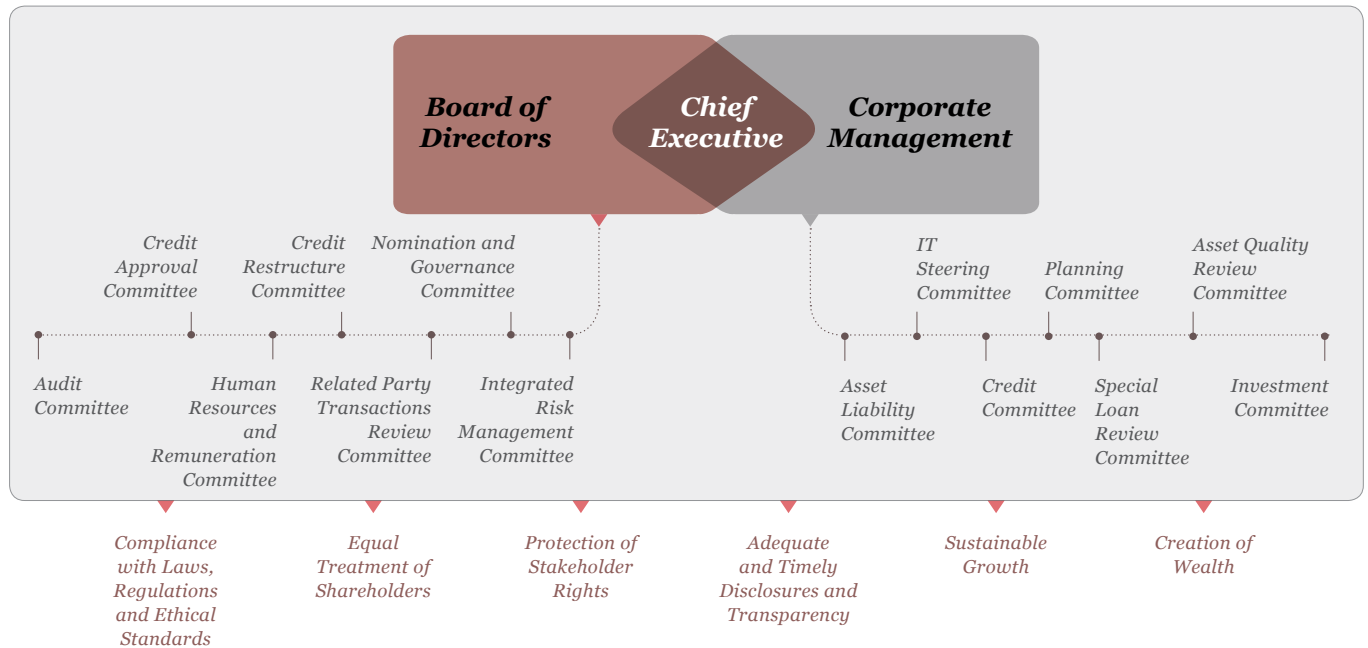 Board of
Directors
Chief
Executive
Corporate
Management
Credit
Approval
Committee
Credit
Restructure
Committee
Nomination and
Governance
Committee
IT
Steering
Committee
Planning
Committee
Asset Quality
Review
Committee
Audit
Committee
Human
Resources
and
Remuneration
Committee
Related Party
Transactions
Review
Committee
Integrated
Risk
Management
Committee
Asset
Liability
Committee
Credit
Committee
Special
Loan
Review
Committee
Investment
Committee
Compliance
with Laws,
Regulations
and Ethical
Standards
Equal
Treatment of
Shareholders
Protection of
Stakeholder
Rights
Adequate
and Timely
Disclosures and
Transparency
Sustainable
Growth
Creation of
Wealth